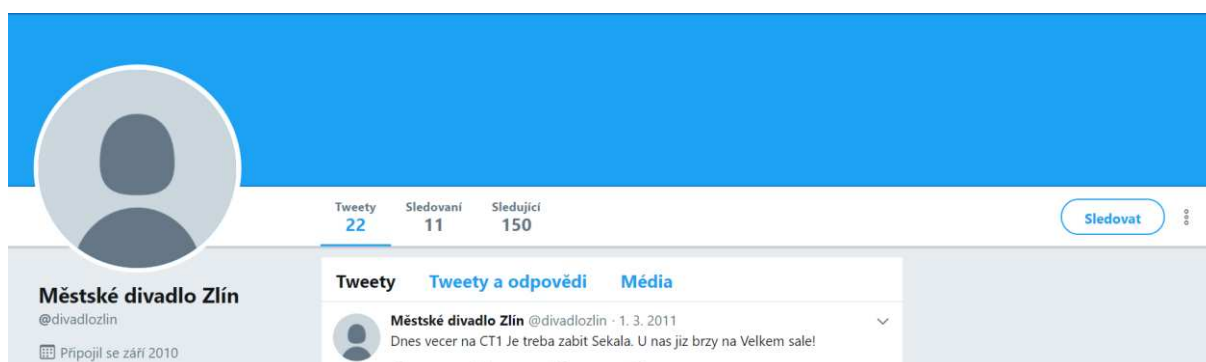 Tweety Sledovaní Sledující
22 11 150
Sledovat
Městské divadlo Zlín
@divadlozlin
Připojil se září 2010
Tweety Tweety a odpovědi Média
Městské divadlo Zlín @divadlozlin · 1. 3. 2011
Dnes vecer na CT1 Je treba zabit Sekala. U nas jiz brzy na Velkem sale!